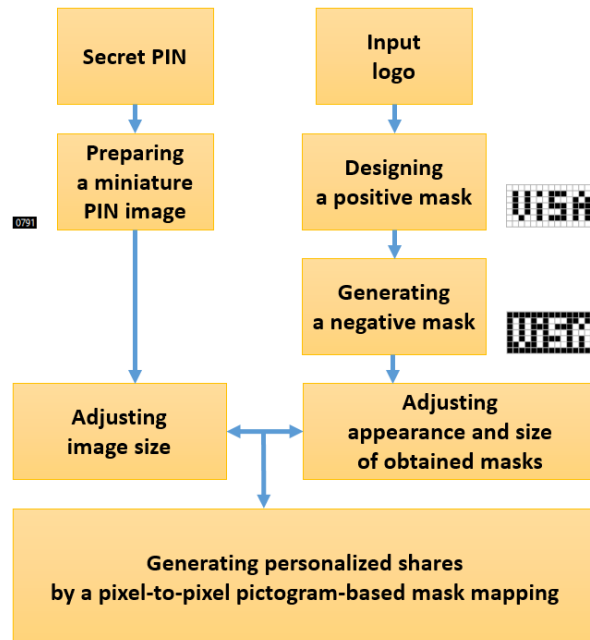 Secret PIN
Input
logo
Preparing
a miniature
PIN image
0791
Designing
a positive mask
ViSA
Generating
a negative mask
Adjusting
image size
Adjusting
appearance and size
of obtained masks
Generating personalized shares
by a pixel-to-pixel pictogram-based mask mapping